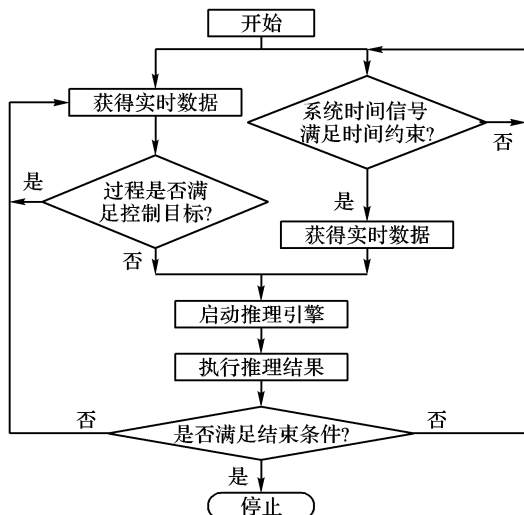 开始
获得实时数据
系统时间信号
满足时间约束?
否
是
过程是否满
足控制目标?
是
获得实时数据
否
启动推理引擎
执行推理结果
否
是否满足结束条件?
否
是
停止